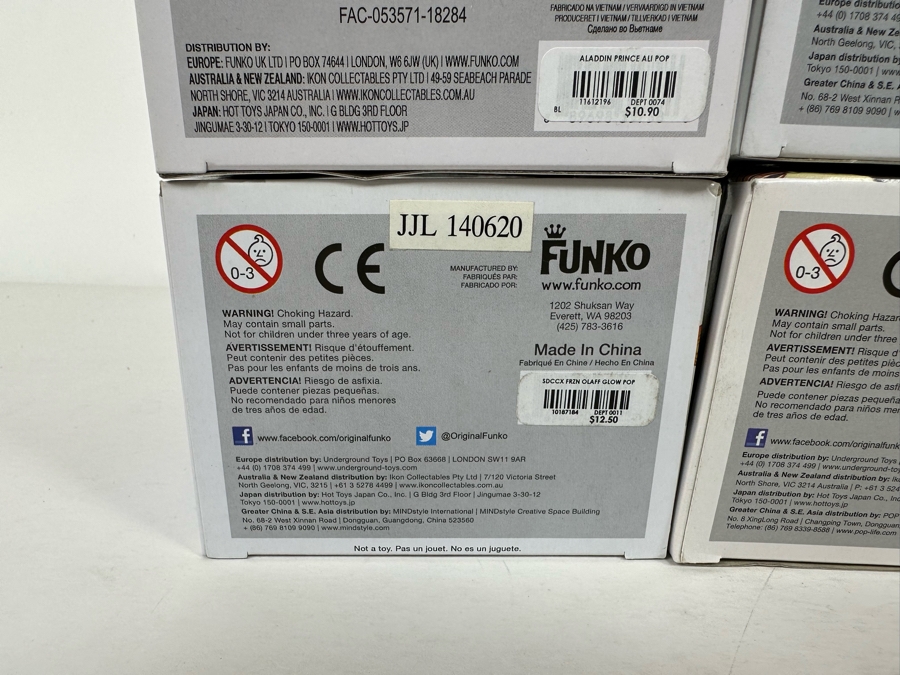 FAC-053571-18284
FABRICADO NA VIETNAM / VERVAARDIGD IN VIETNAM
PRODUCERET I VIETNAM / TILLVERKAD I VIETNAM
Сделано во Вьетнаме
DISTRIBUTION BY:
EUROPE: FUNKO UK LTD | PO BOX 74644 | LONDON, W6 6JW (UK) | WWW.FUNKO.COM
AUSTRALIA & NEW ZEALAND: IKON COLLECTABLES PTY LTD | 49-59 SEABEACH PARADE
NORTH SHORE, VIC 3214 AUSTRALIA | WWW.IKONCOLLECTABLES.COM.AU
JAPAN: HOT TOYS JAPAN CO., INC. | G BLDG 3RD FLOOR
JINGUMAE 3-30-12 | TOKYO 150-0001 | WWW.HOTTOYS.JP
ALADDIN PRINCE ALI POP
11612196 DEPT 0074
BL $10.90
Europe distribution
+44 (0) 1708 374
Australia & New
North Geelong, VIC,
Japan distribution
Tokyo 150-0001 |
Greater China & S.E.
No. 68-2 West Xinnan
+ (86) 769 8109 9090 |
JJL 140620
0-3
CE
MANUFACTURED BY:
FABRIQUÉS PAR:
FABRICADO POR:
FUNKO
www.funko.com
1202 Shuksan Way
Everett, WA 98203
(425) 783-3616
Made In China
Fabriqué En Chine / Hecho En China
SDCCX FRZN OLAFF GLOW POP
10187184 DEPT 0011
$12.50
WARNING! Choking Hazard.
May contain small parts.
Not for children under three years of age.
AVERTISSEMENT! Risque d'étouffement.
Peut contenir des petites pièces.
Pas pour les enfants de moins de trois ans.
ADVERTENCIA! Riesgo de asfixia.
Puede contener piezas pequeñas.
No recomendado para niños menores
de tres años de edad.
www.facebook.com/originalfunko
@OriginalFunko
Europe distribution by: Underground Toys | PO Box 63668 | LONDON SW11 9AR
+44 (0) 1708 374 499 | www.underground-toys.com
Australia & New Zealand distribution by: Ikon Collectables Pty Ltd | 7/120 Victoria Street
North Geelong, VIC, 3215 | +61 3 5278 4499 | www.ikoncollectables.com
Japan distribution by: Hot Toys Japan Co., Inc. | G Bldg 3rd Floor | Jingumae 3-30-12
Tokyo 150-0001 | www.hottoys.jp
Greater China & S.E. Asia distribution by: MINDstyle International | MINDstyle Creative Space Building
No. 68-2 West Xinnan Road | Dongguan, Guangdong, China 523560
+ (86) 769 8109 9090 | www.mindstyle.com
Not a toy. Pas un jouet. No es un juguete.
0-3
WARNING! Choking
May contain small parts.
Not for children under
AVERTISSEMENT! Risque
Peut contenir des petites
Pas pour les enfants de
ADVERTENCIA! Riesgo de
Puede contener piezas
No recomendado para niños
de tres años de edad.
www.facebook.com/originalfunko
Europe distribution by: Underground Toys
+44 (0) 1708 374 499 | www.underground-toys.com
Australia & New Zealand distribution by:
North Shore, VIC 3214 Australia | P: +61 3
Japan distribution by: Hot Toys Japan Co.,
Tokyo 150-0001 | www.hottoys.jp
Greater China & S.E. Asia distribution by: POP
No. 6 XingLong Road | Changping Town, Dongguan
Telephone: (86) 769 8339-8588 | www.pop-life.com